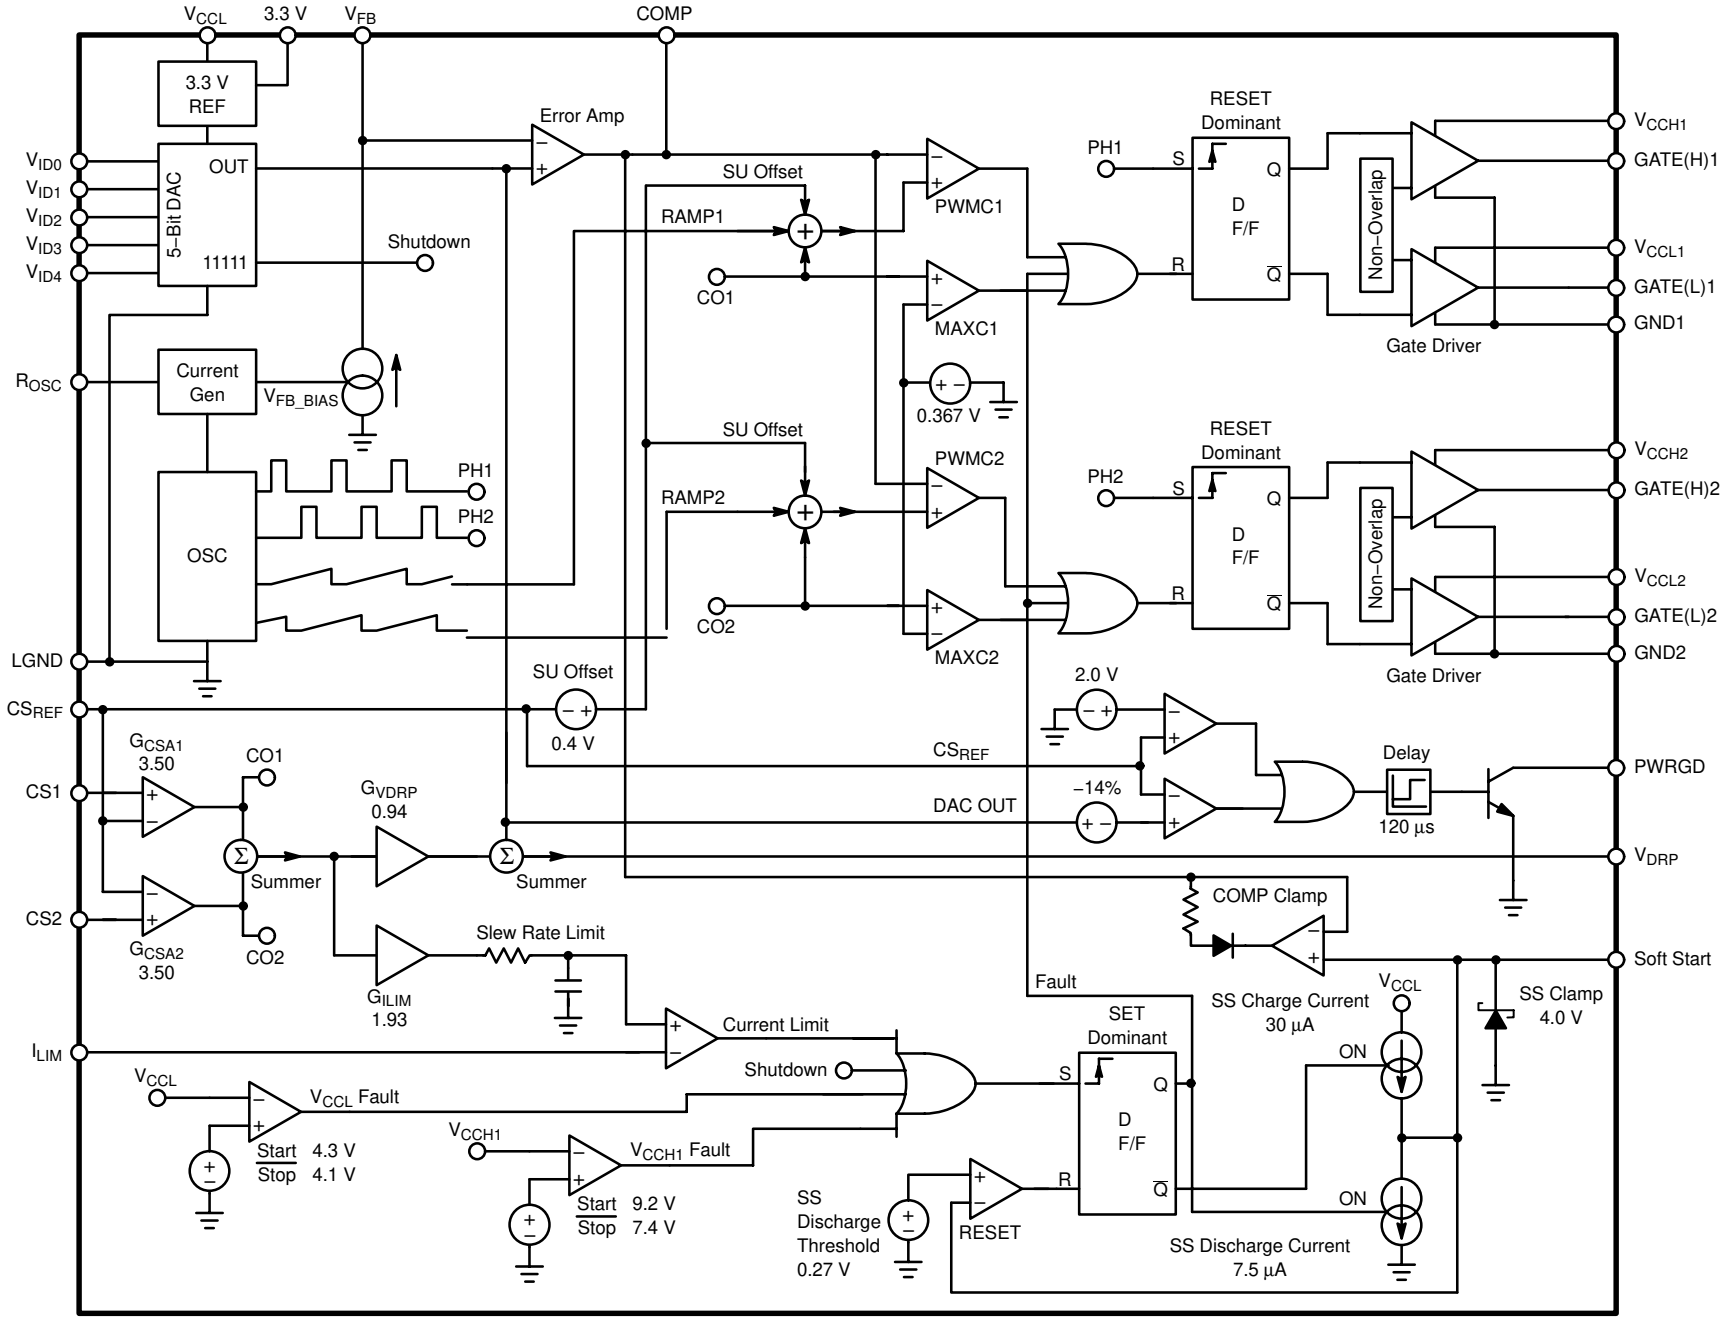 VCCL 3.3 V VFB COMP
3.3 V
REF
Error Amp
RESET
Dominant
VCCH1
VID0
VID1
VID2
VID3
VID4
5−Bit DAC
OUT
11111
Shutdown
−
+
SU Offset
RAMP1
+
CO1
−
+
PWMC1
+
−
MAXC1
PH1
S
R
D
F/F
Q
Q
Non−Overlap
GATE(H)1
VCCL1
GATE(L)1
GND1
Gate Driver
ROSC
Current
Gen
VFB_BIAS
+ −
0.367 V
SU Offset
RAMP2
+
CO2
PWMC2
−
+
+
−
MAXC2
RESET
Dominant
PH2
S
R
D
F/F
Q
Q
Non−Overlap
VCCH2
GATE(H)2
VCCL2
GATE(L)2
GND2
Gate Driver
OSC
PH1
PH2
LGND
CSREF
SU Offset
− +
0.4 V
2.0 V
− +
−
+
CSREF
−14%
DAC OUT
+ −
−
+
Delay
120 µs
PWRGD
GCSA1
3.50
CO1
CS1
+
−
Σ
Summer
GVDRP
0.94
Σ
Summer
VDRP
CS2
−
+
GCSA2
3.50
CO2
Slew Rate Limit
GILIM
1.93
COMP Clamp
−
+
Soft Start
Fault
SS Charge Current
30 µA
VCCL
SS Clamp
4.0 V
ILIM
+
−
Current Limit
Shutdown
SET
Dominant
S
R
D
F/F
Q
Q
ON
VCCL
−
+
VCCL Fault
+
−
Start 4.3 V
Stop 4.1 V
VCCH1
−
+
VCCH1 Fault
+
−
Start 9.2 V
Stop 7.4 V
SS
Discharge
Threshold
0.27 V
+
−
+
−
RESET
ON
SS Discharge Current
7.5 µA